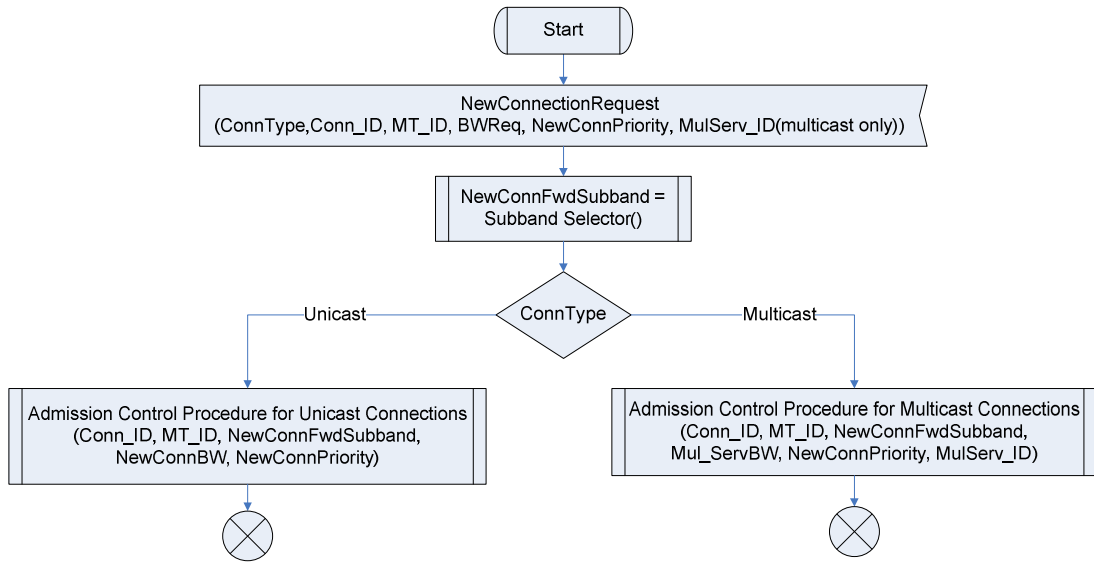 Start
NewConnectionRequest
(ConnType,Conn_ID, MT_ID, BWReq, NewConnPriority, MulServ_ID(multicast only))
NewConnFwdSubband =
Subband Selector()
ConnType
Unicast
Multicast
Admission Control Procedure for Unicast Connections
(Conn_ID, MT_ID, NewConnFwdSubband,
NewConnBW, NewConnPriority)
Admission Control Procedure for Multicast Connections
(Conn_ID, MT_ID, NewConnFwdSubband,
Mul_ServBW, NewConnPriority, MulServ_ID)